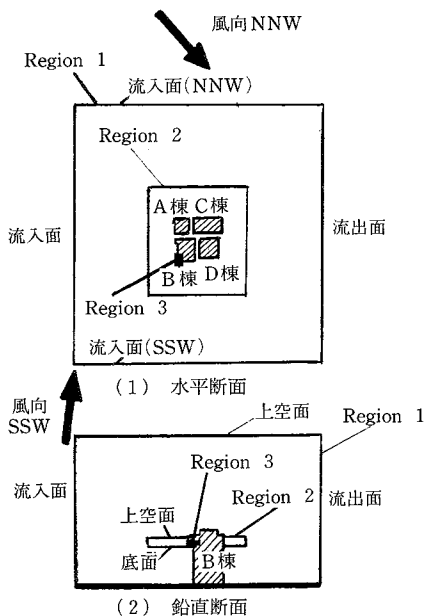 風向NNW
Region 1
流入面(NNW)
Region 2
A棟 C棟
流入面
流出面
B棟 D棟
Region 3
流入面(SSW)
(1) 水平断面
風向
SSW
上空面
Region 1
Region 3
流入面
Region 2
流出面
上空面
底面
B棟
(2) 鉛直断面